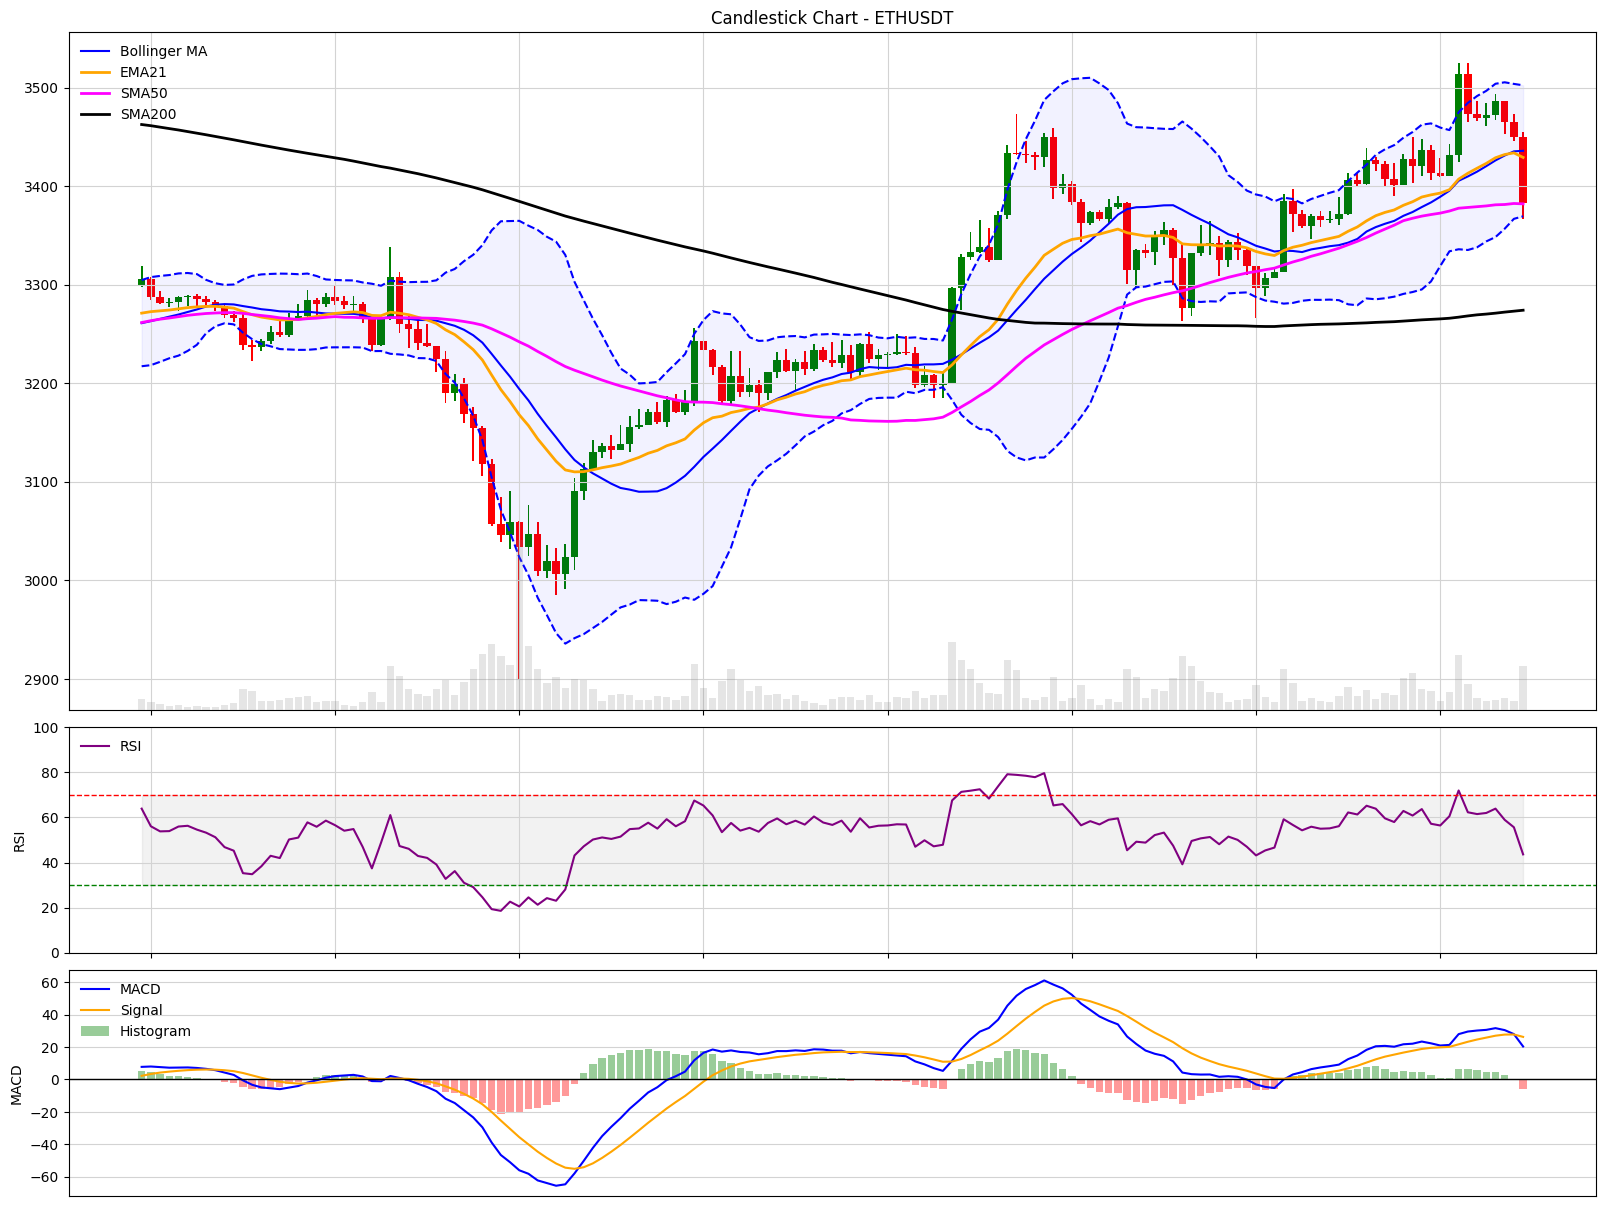 Candlestick Chart - ETHUSDT
Bollinger MA
EMA21
SMA50
SMA200
3500
3400
3300
3200
3100
3000
2900
RSI
100
80
60
40
20
0
RSI
MACD
Signal
Histogram
60
40
20
0
−20
−40
−60
MACD